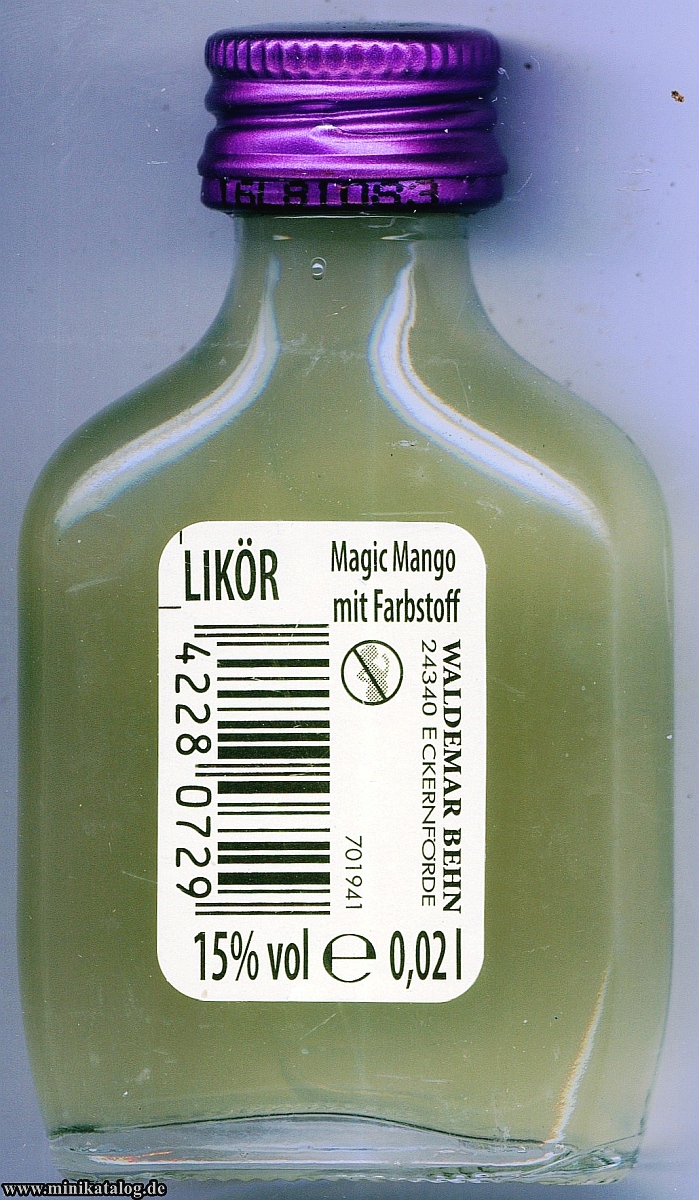 LIKÖR
Magic Mango
mit Farbstoff
4228 0729
WALDEMAR BEHN
24340 ECKERNFÖRDE
701941
15% vol e 0,02 l
www.minikatalog.de